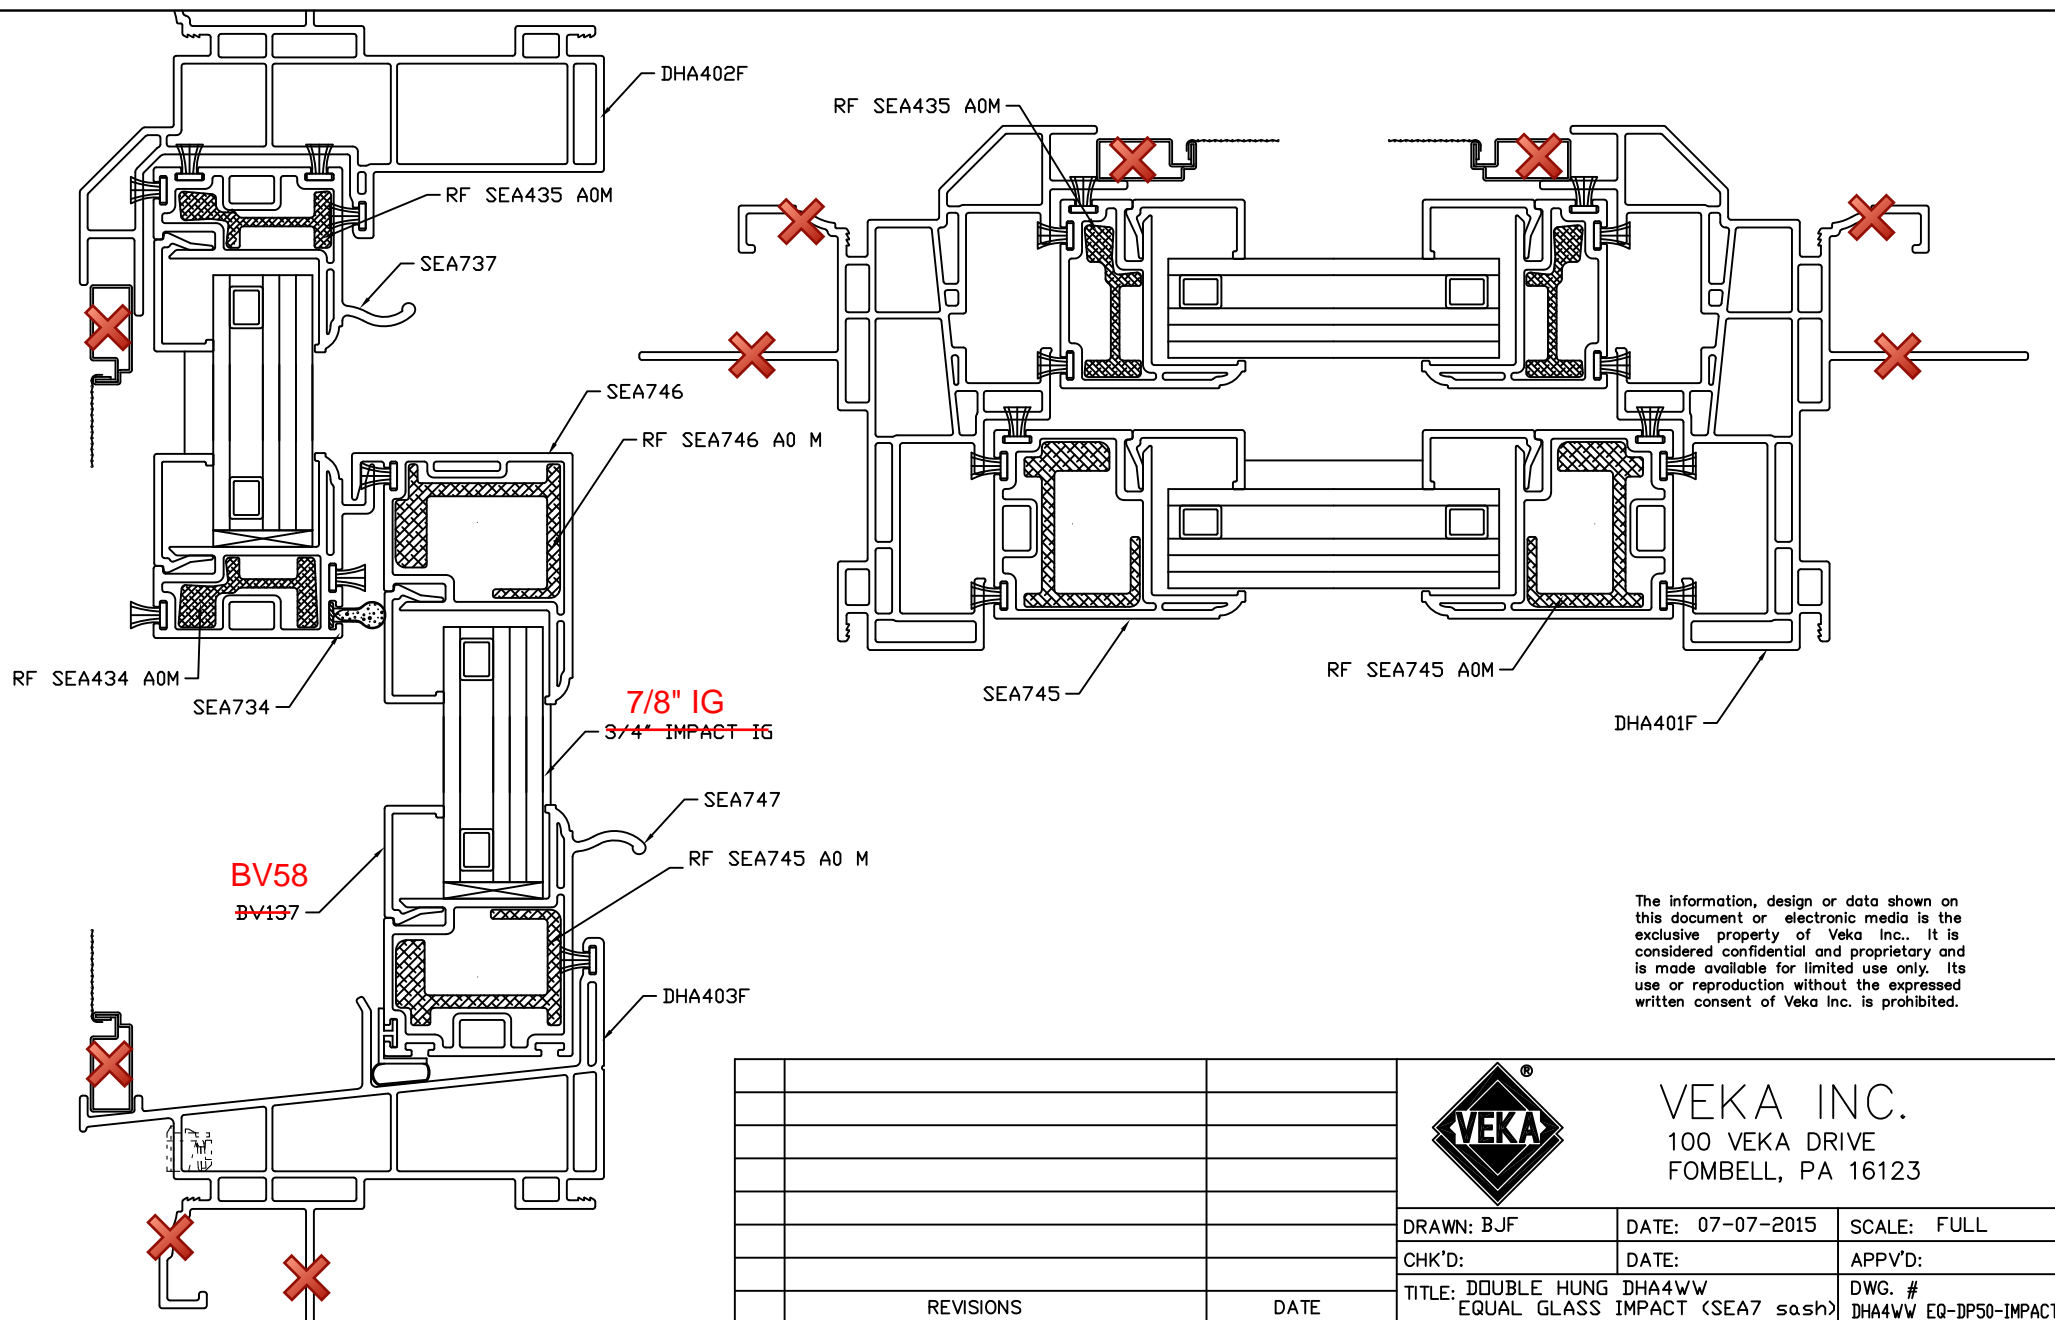 DHA402F
RF SEA435 A0M
RF SEA435 A0M
SEA737
SEA746
RF SEA746 A0 M
RF SEA434 A0M
SEA734
7/8" IG
3/4" IMPACT IG
SEA745
RF SEA745 A0M
DHA401F
SEA747
RF SEA745 A0 M
BV58
BV137
DHA403F
The information, design or data shown on
this document or electronic media is the
exclusive property of Veka Inc.. It is
considered confidential and proprietary and
is made available for limited use only. Its
use or reproduction without the expressed
written consent of Veka Inc. is prohibited.
VEKA ®
VEKA INC.
100 VEKA DRIVE
FOMBELL, PA 16123
DRAWN: BJF DATE: 07-07-2015 SCALE: FULL
CHK'D: DATE: APPV'D:
TITLE: DOUBLE HUNG DHA4WW
EQUAL GLASS IMPACT (SEA7 sash)
DWG. #
DHA4WW EQ-DP50-IMPACT
REVISIONS DATE